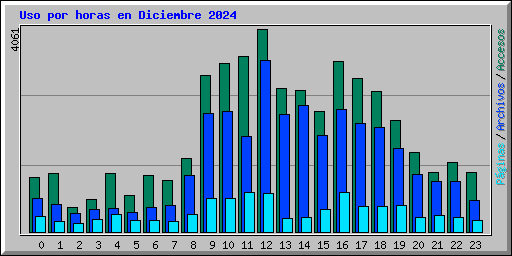 Uso por horas en Diciembre 2024
4061
Páginas / Archivos / Accesos
0 1 2 3 4 5 6 7 8 9 10 11 12 13 14 15 16 17 18 19 20 21 22 23